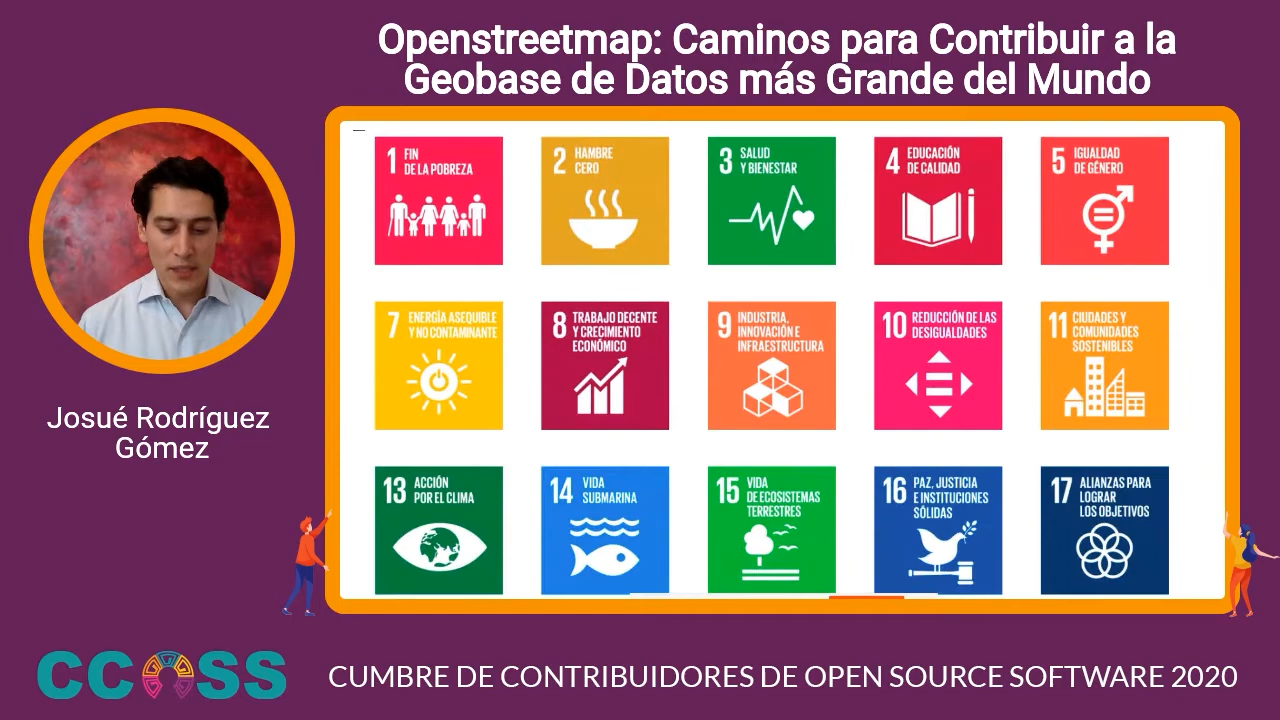 Openstreetmap: Caminos para Contribuir a la
Geobase de Datos más Grande del Mundo
1 FIN
DE LA POBREZA
2 HAMBRE
CERO
3 SALUD
Y BIENESTAR
4 EDUCACIÓN
DE CALIDAD
5 IGUALDAD
DE GÉNERO
7 ENERGÍA ASEQUIBLE
Y NO CONTAMINANTE
8 TRABAJO DECENTE
Y CRECIMIENTO
ECONÓMICO
9 INDUSTRIA,
INNOVACIÓN E
INFRAESTRUCTURA
10 REDUCCIÓN DE LAS
DESIGUALDADES
11 CIUDADES Y
COMUNIDADES
SOSTENIBLES
13 ACCIÓN
POR EL CLIMA
14 VIDA
SUBMARINA
15 VIDA
DE ECOSISTEMAS
TERRESTRES
16 PAZ, JUSTICIA
E INSTITUCIONES
SÓLIDAS
17 ALIANZAS PARA
LOGRAR
LOS OBJETIVOS
Josué Rodríguez
Gómez
CCOSS
CUMBRE DE CONTRIBUIDORES DE OPEN SOURCE SOFTWARE 2020